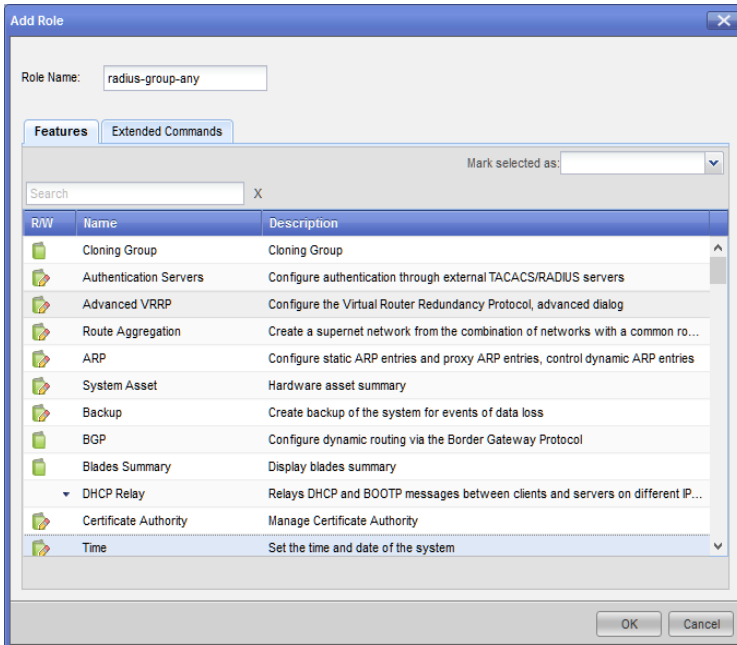 Add Role
Role Name: radius-group-any
Features Extended Commands
Mark selected as:
Search X
R/W Name Description
Cloning Group Cloning Group
Authentication Servers Configure authentication through external TACACS/RADIUS servers
Advanced VRRP Configure the Virtual Router Redundancy Protocol, advanced dialog
Route Aggregation Create a supernet network from the combination of networks with a common ro...
ARP Configure static ARP entries and proxy ARP entries, control dynamic ARP entries
System Asset Hardware asset summary
Backup Create backup of the system for events of data loss
BGP Configure dynamic routing via the Border Gateway Protocol
Blades Summary Display blades summary
DHCP Relay Relays DHCP and BOOTP messages between clients and servers on different IP...
Certificate Authority Manage Certificate Authority
Time Set the time and date of the system
OK Cancel